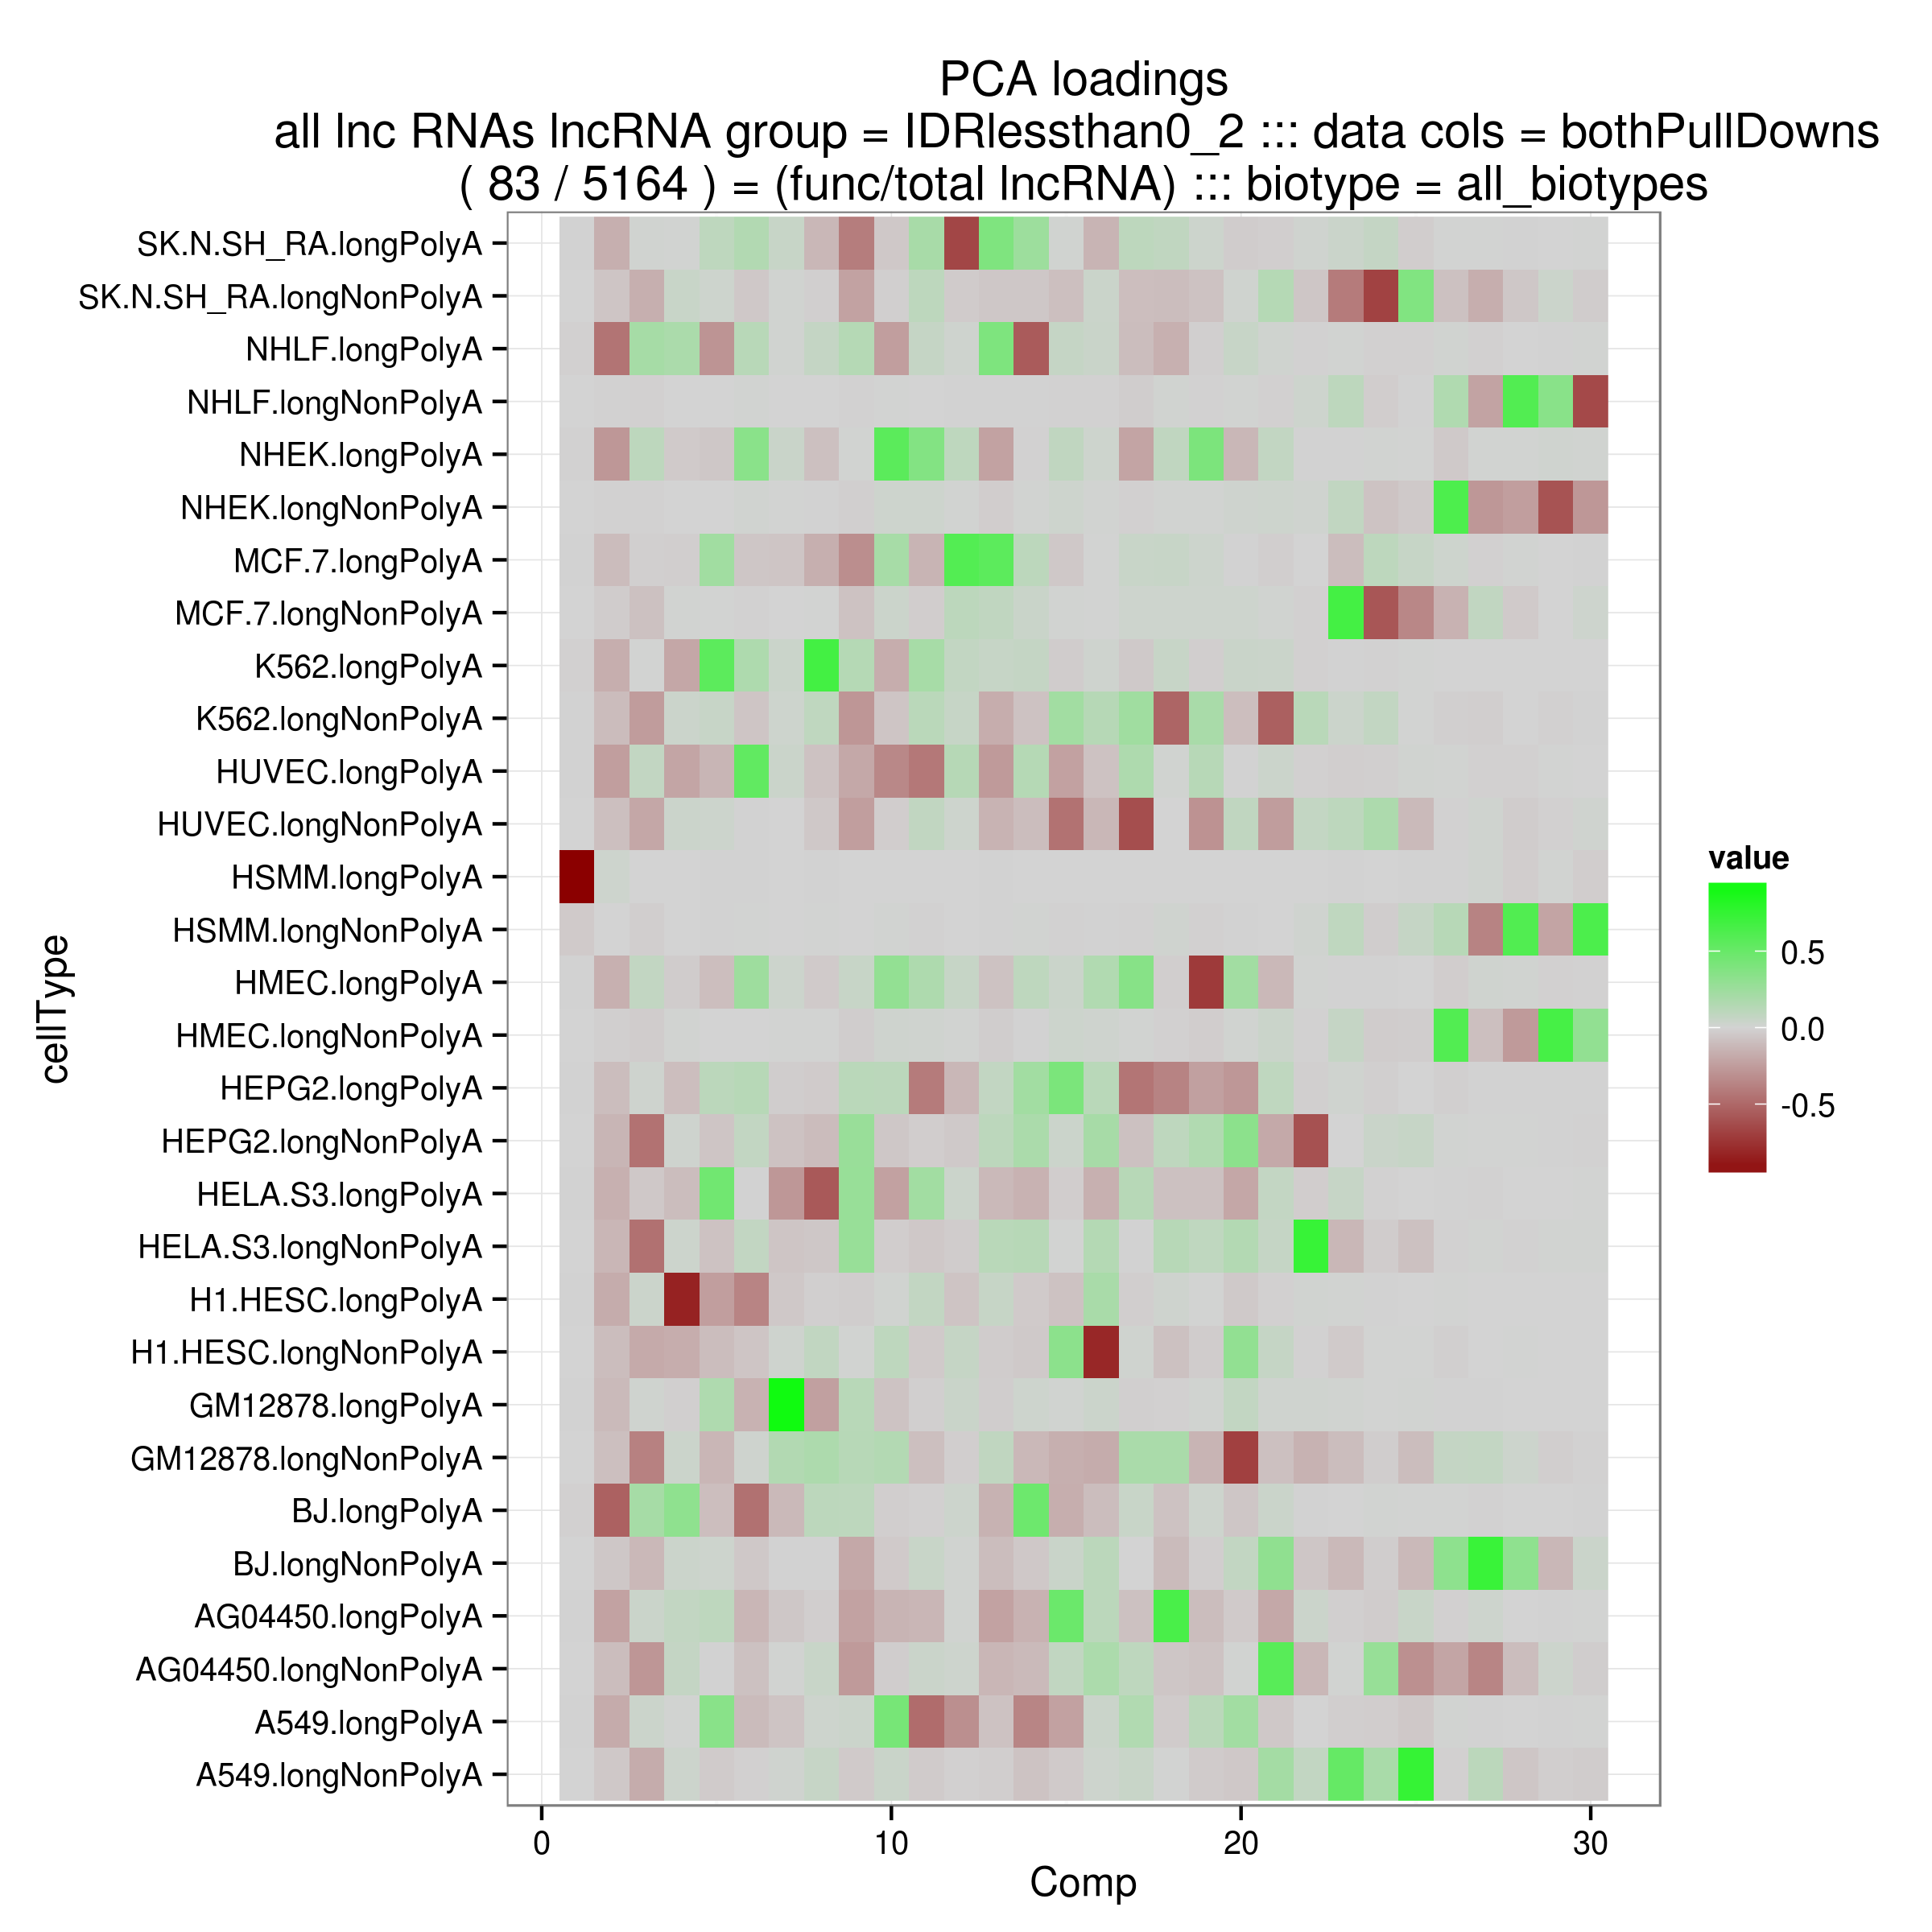 PCA loadings
all lnc RNAs lncRNA group = IDRlessthan0_2 ::: data cols = bothPullDowns
( 83 / 5164 ) = (func/total lncRNA) ::: biotype = all_biotypes
cellType
SK.N.SH_RA.longPolyA
SK.N.SH_RA.longNonPolyA
NHLF.longPolyA
NHLF.longNonPolyA
NHEK.longPolyA
NHEK.longNonPolyA
MCF.7.longPolyA
MCF.7.longNonPolyA
K562.longPolyA
K562.longNonPolyA
HUVEC.longPolyA
HUVEC.longNonPolyA
HSMM.longPolyA
HSMM.longNonPolyA
HMEC.longPolyA
HMEC.longNonPolyA
HEPG2.longPolyA
HEPG2.longNonPolyA
HELA.S3.longPolyA
HELA.S3.longNonPolyA
H1.HESC.longPolyA
H1.HESC.longNonPolyA
GM12878.longPolyA
GM12878.longNonPolyA
BJ.longPolyA
BJ.longNonPolyA
AG04450.longPolyA
AG04450.longNonPolyA
A549.longPolyA
A549.longNonPolyA
0 10 20 30
Comp
value
0.5
0.0
-0.5